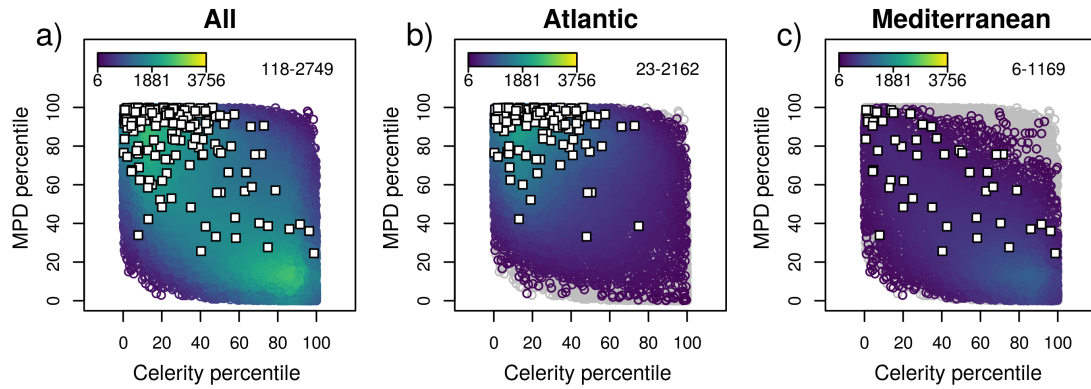 All
a)
6 1881 3756
118-2749
MPD percentile
100
80
60
40
20
0
0 20 40 60 80 100
Celerity percentile
Atlantic
b)
6 1881 3756
23-2162
MPD percentile
100
80
60
40
20
0
0 20 40 60 80 100
Celerity percentile
Mediterranean
c)
6 1881 3756
6-1169
MPD percentile
100
80
60
40
20
0
0 20 40 60 80 100
Celerity percentile